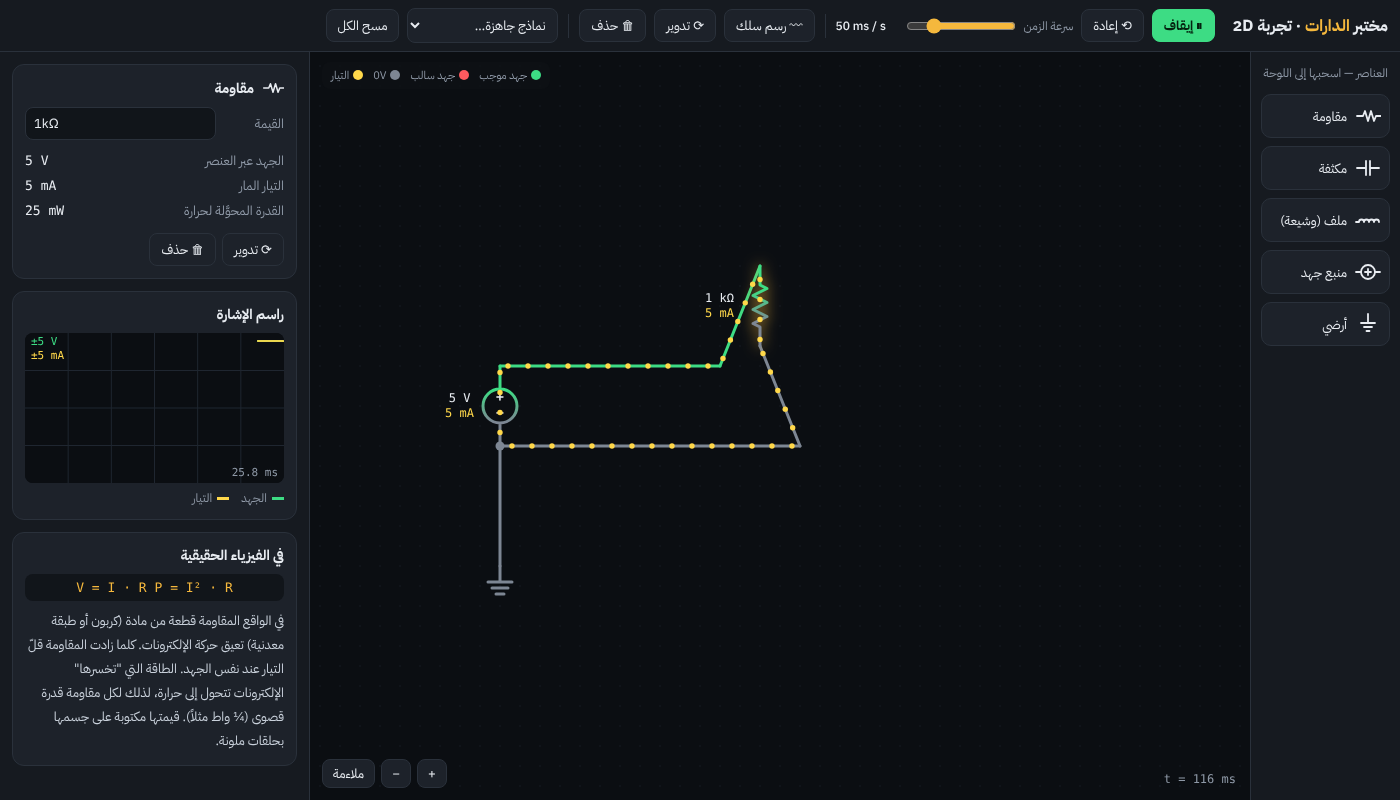 مختبر الدارات · تجربة 2D
⏸ إيقاف
⟲ إعادة
سرعة الزمن
50 ms / s
〰 رسم سلك
⟳ تدوير
🗑 حذف
نماذج جاهزة...
مسح الكل
العناصر — اسحبها إلى اللوحة
مقاومة
مكثفة
ملف (وشيعة)
منبع جهد
أرضي
جهد موجب
جهد سالب
0V
التيار
1 kΩ
5 mA
5 V
5 mA
+
ملاءمة
−
+
t = 116 ms
مقاومة
القيمة
1kΩ
الجهد عبر العنصر
5 V
التيار المار
5 mA
القدرة المحوَّلة لحرارة
25 mW
⟳ تدوير
🗑 حذف
راسم الإشارة
±5 V
±5 mA
25.8 ms
الجهد
التيار
في الفيزياء الحقيقية
V = I · R P = I² · R
في الواقع المقاومة قطعة من مادة (كربون أو طبقة
معدنية) تعيق حركة الإلكترونات. كلما زادت المقاومة قلّ
التيار عند نفس الجهد. الطاقة التي "تخسرها"
الإلكترونات تتحول إلى حرارة، لذلك لكل مقاومة قدرة
قصوى (¼ واط مثلاً). قيمتها مكتوبة على جسمها
بحلقات ملونة.